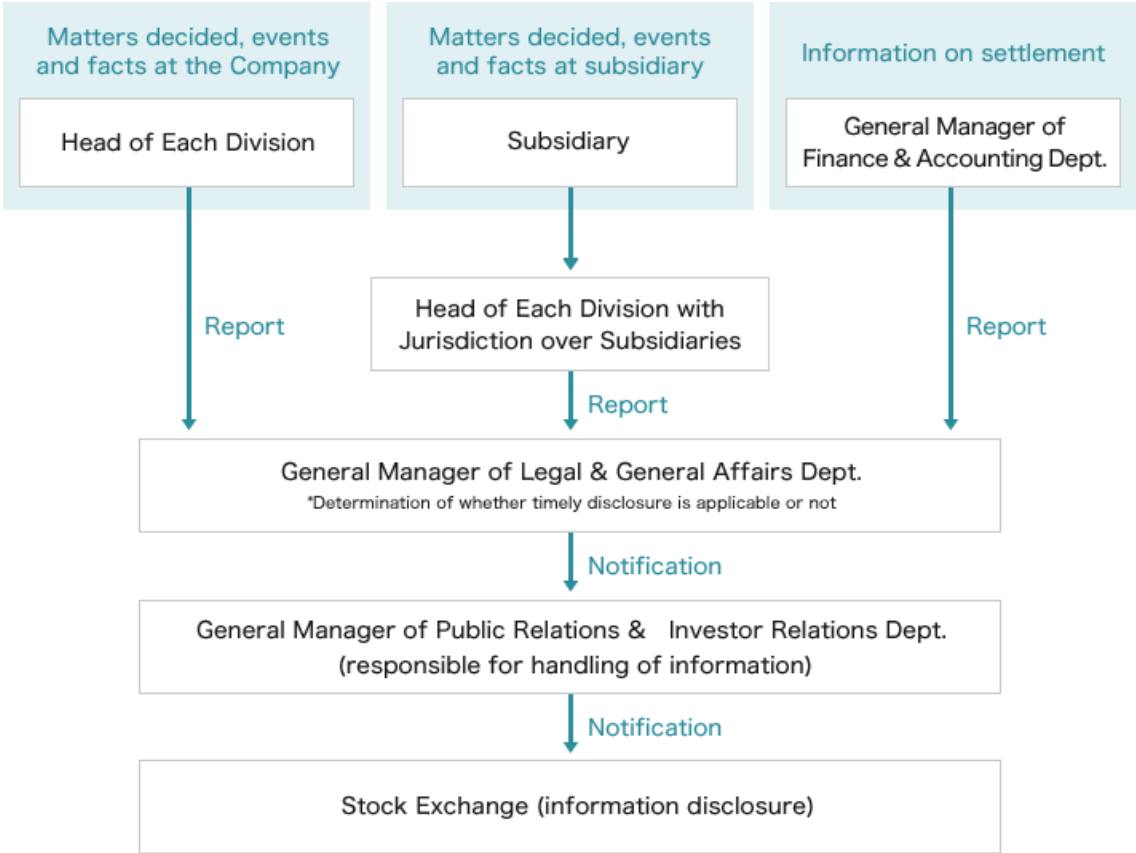 Matters decided, events
and facts at the Company
Head of Each Division
Matters decided, events
and facts at subsidiary
Subsidiary
Information on settlement
General Manager of
Finance & Accounting Dept.
Head of Each Division with
Jurisdiction over Subsidiaries
Report
Report
Report
General Manager of Legal & General Affairs Dept.
*Determination of whether timely disclosure is applicable or not
Notification
General Manager of Public Relations & Investor Relations Dept.
(responsible for handling of information)
Notification
Stock Exchange (information disclosure)